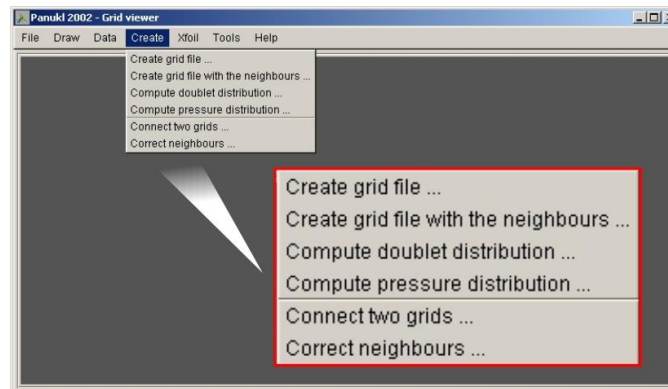 Panukl 2002 - Grid viewer
File Draw Data Create Xfoil Tools Help
Create grid file ...
Create grid file with the neighbours ...
Compute doublet distribution ...
Compute pressure distribution ...
Connect two grids ...
Correct neighbours ...
Create grid file ...
Create grid file with the neighbours ...
Compute doublet distribution ...
Compute pressure distribution ...
Connect two grids ...
Correct neighbours ...